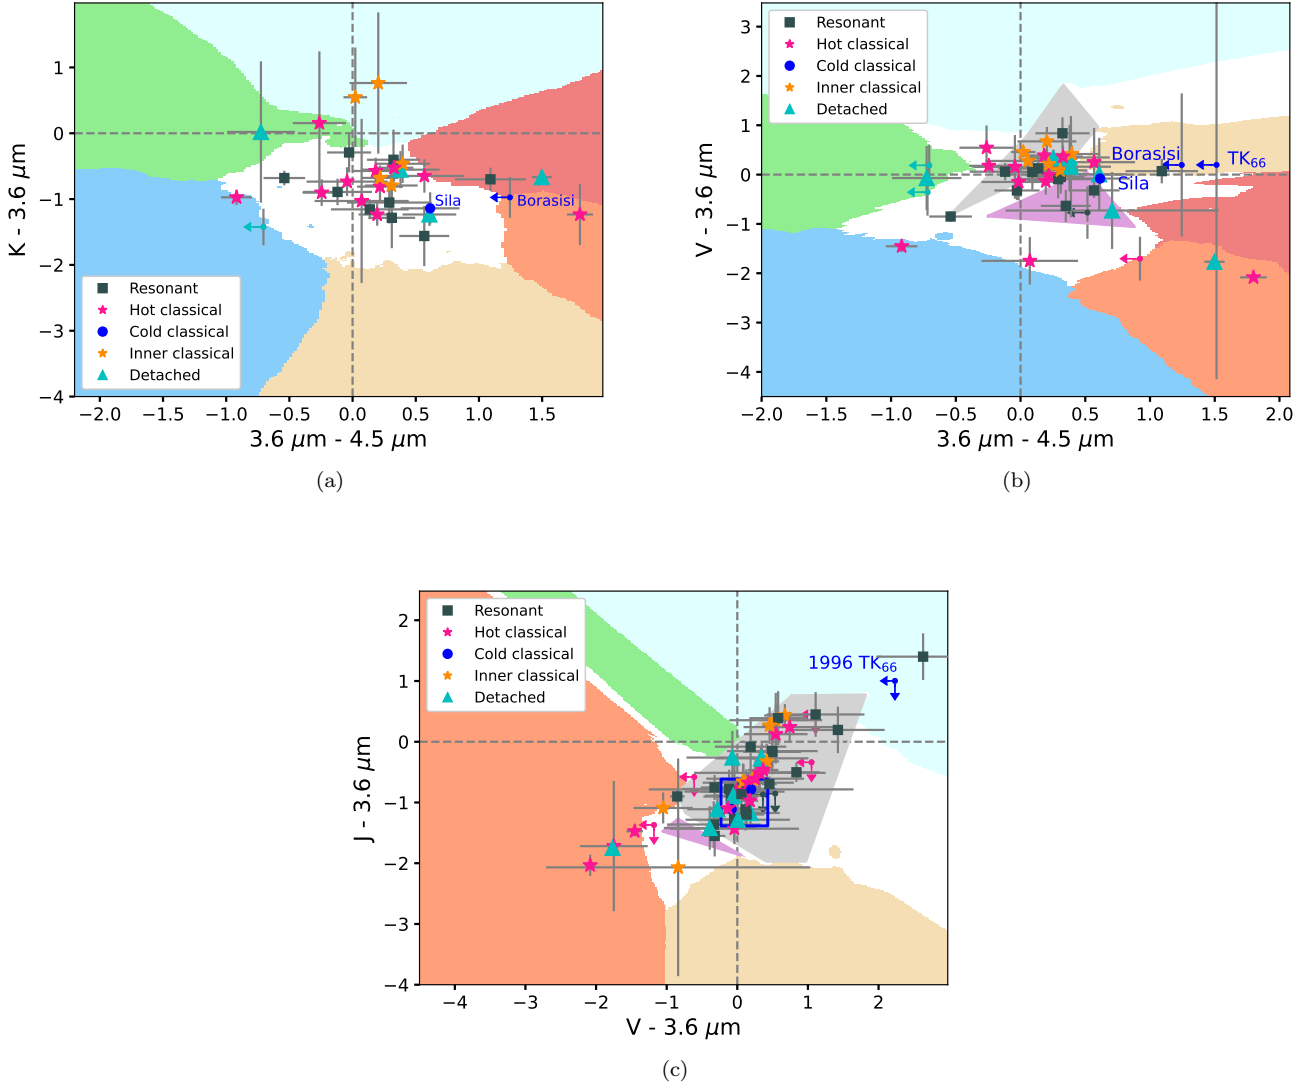 K - 3.6 μm
1
0
−1
−2
−3
−4
Sila
Borasisi
Resonant
Hot classical
Cold classical
Inner classical
Detached
−2.0 −1.5 −1.0 −0.5 0.0 0.5 1.0 1.5
3.6 μm - 4.5 μm
(a)
V - 3.6 μm
3
2
1
0
−1
−2
−3
−4
Resonant
Hot classical
Cold classical
Inner classical
Detached
Borasisi
TK66
Sila
−2.0 −1.5 −1.0 −0.5 0.0 0.5 1.0 1.5 2.0
3.6 μm - 4.5 μm
(b)
J - 3.6 μm
2
1
0
−1
−2
−3
−4
Resonant
Hot classical
Cold classical
Inner classical
Detached
1996 TK66
−4 −3 −2 −1 0 1 2
V - 3.6 μm
(c)